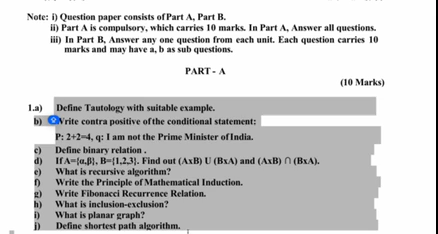 Note: i) Question paper consists of Part A, Part B.
ii) Part A is compulsory, which carries 10 marks. In Part A, Answer all questions.
iii) In Part B, Answer any one question from each unit. Each question carries 10
marks and may have a, b as sub questions.
PART - A
(10 Marks)
1.a) Define Tautology with suitable example.
b) Write contra positive of the conditional statement:
P: 2+2=4, q: I am not the Prime Minister of India.
c) Define binary relation .
d) If A={α,β}, B={1,2,3}. Find out (AxB) U (BxA) and (AxB) ∩ (BxA).
e) What is recursive algorithm?
f) Write the Principle of Mathematical Induction.
g) Write Fibonacci Recurrence Relation.
h) What is inclusion-exclusion?
i) What is planar graph?
j) Define shortest path algorithm.